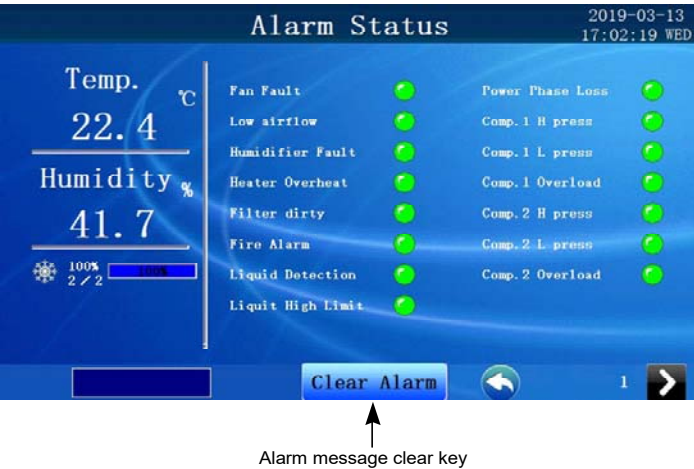 Alarm Status
2019-03-13
17:02:19 WED
Temp.
℃
22.4
Humidity %
41.7
100%
2/2
100%
Fan Fault
Low airflow
Humidifier Fault
Heater Overheat
Filter dirty
Fire Alarm
Liquid Detection
Liquit High Limit
Power Phase Loss
Comp.1 H press
Comp.1 L press
Comp.1 Overload
Comp.2 H press
Comp.2 L press
Comp.2 Overload
Clear Alarm
1
Alarm message clear key